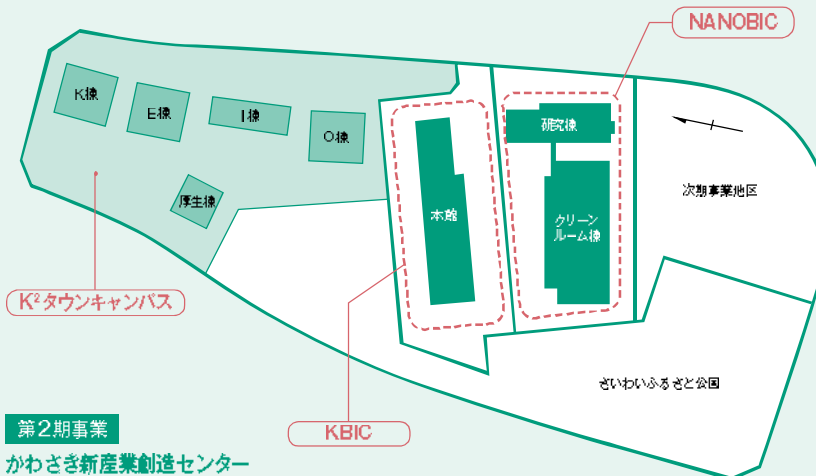 NANOBIC
K棟
E棟
I棟
O棟
研究棟
厚生棟
本館
クリーン
ルーム棟
次期事業地区
K²タウンキャンパス
さいわいふるさと公園
KBIC
第2期事業
かわさき新産業創造センター